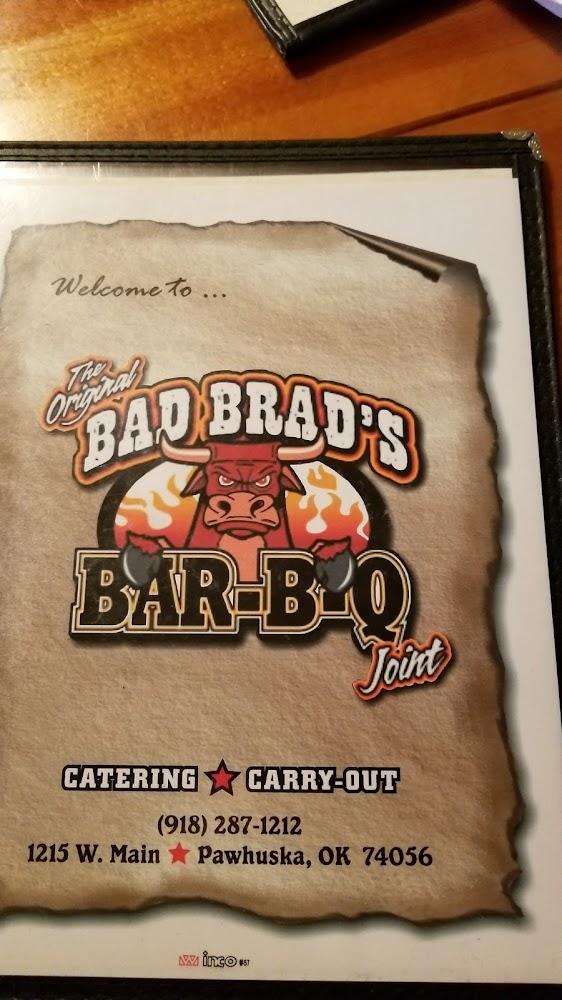 Welcome to ...
The
Original
BAD BRAD'S
BAR-B-Q
Joint
CATERING ★ CARRY-OUT
(918) 287-1212
1215 W. Main ★ Pawhuska, OK 74056
inco #57